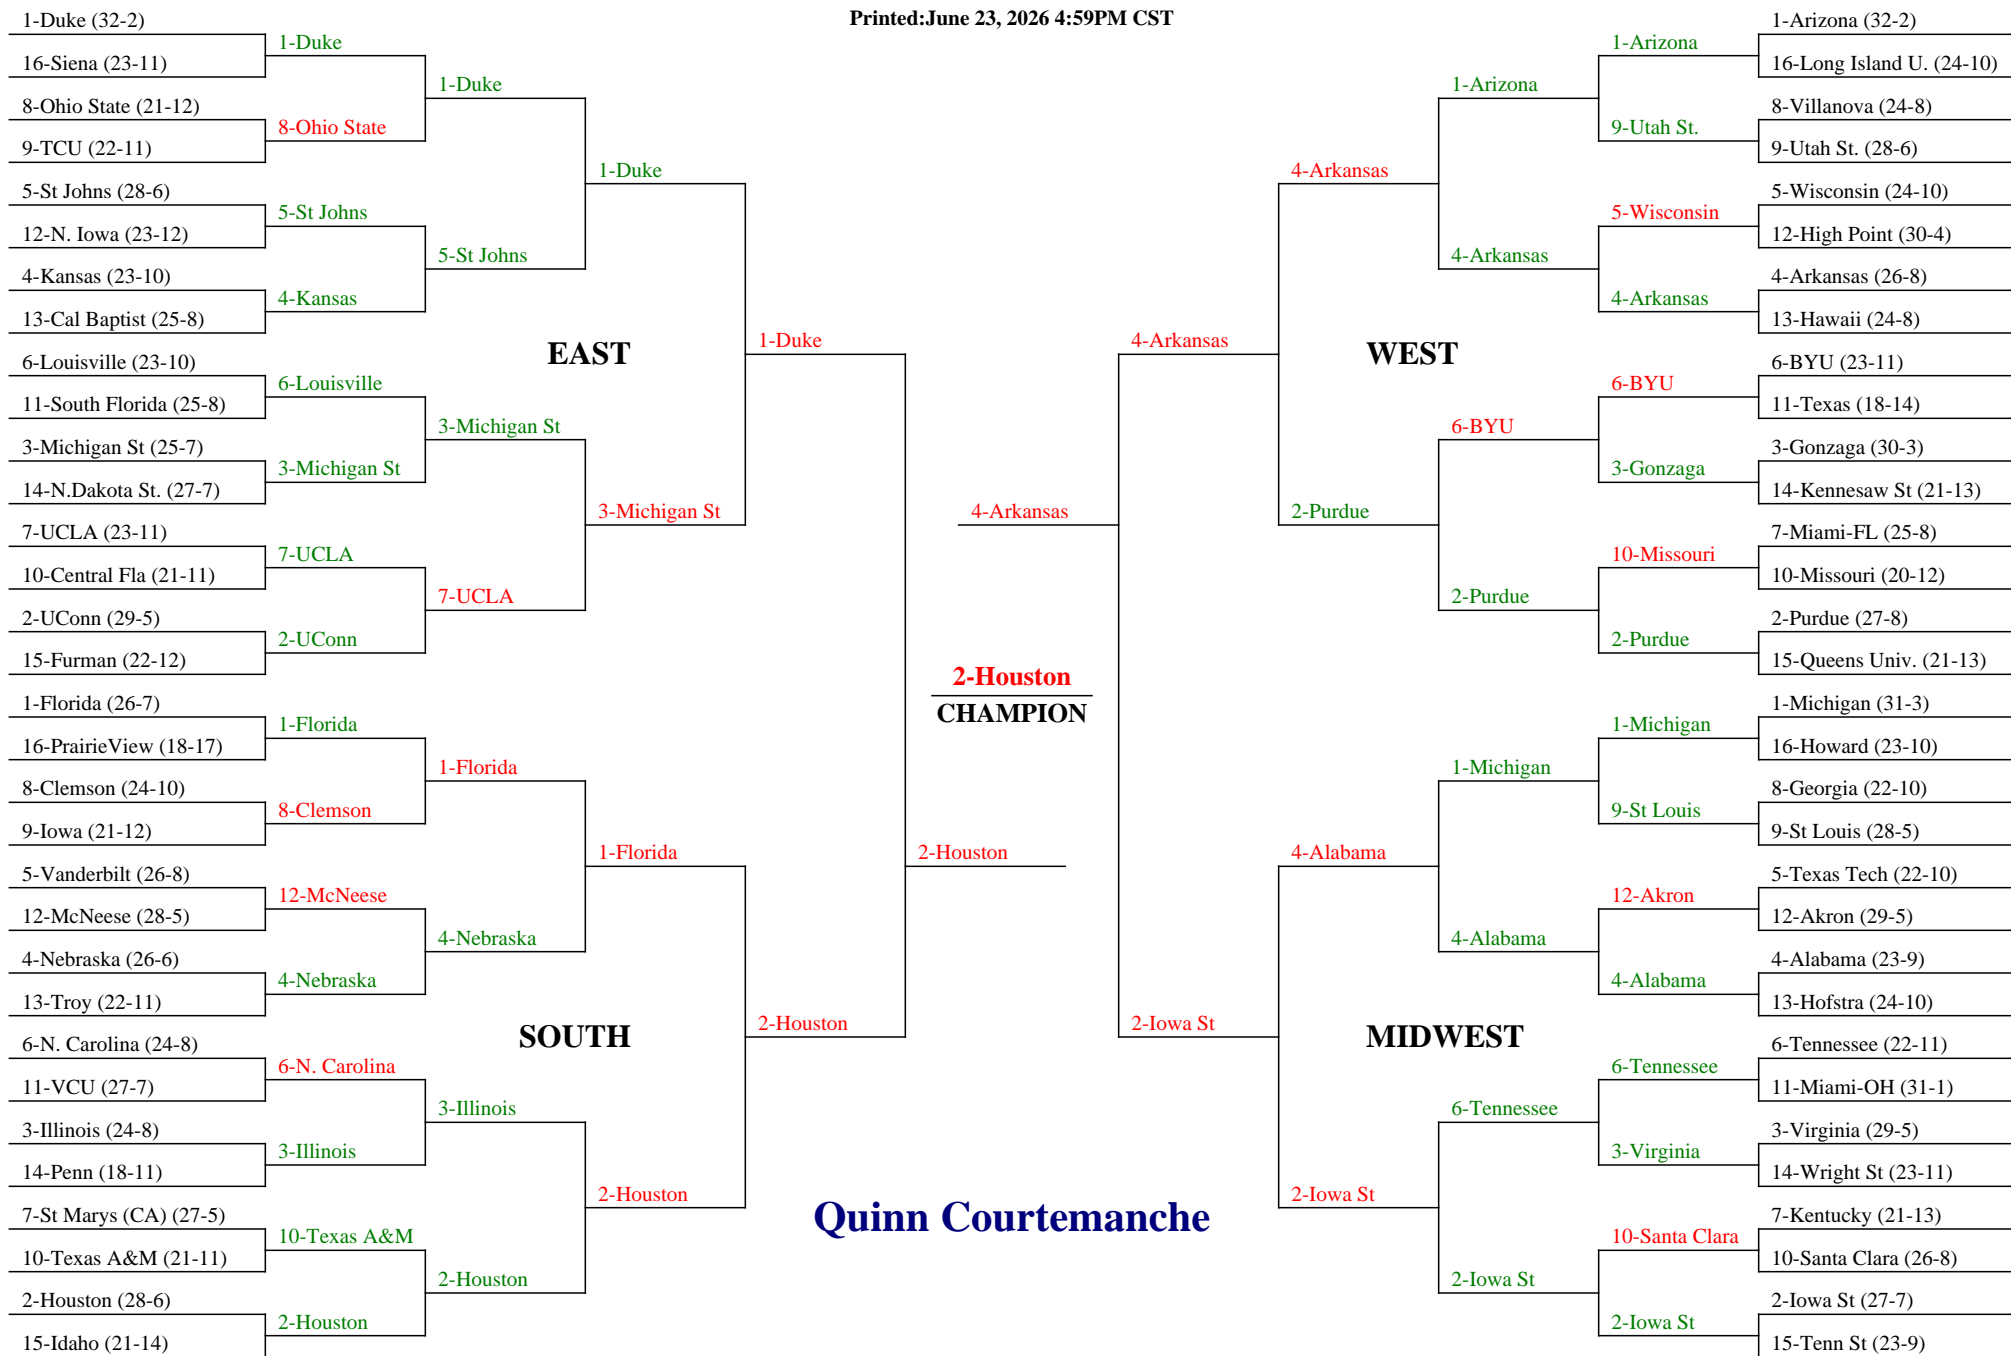 Printed:June 23, 2026 4:59PM CST
1-Duke (32-2)
16-Siena (23-11)
8-Ohio State (21-12)
9-TCU (22-11)
5-St Johns (28-6)
12-N. Iowa (23-12)
4-Kansas (23-10)
13-Cal Baptist (25-8)
6-Louisville (23-10)
11-South Florida (25-8)
3-Michigan St (25-7)
14-N.Dakota St. (27-7)
7-UCLA (23-11)
10-Central Fla (21-11)
2-UConn (29-5)
15-Furman (22-12)
1-Florida (26-7)
16-PrairieView (18-17)
8-Clemson (24-10)
9-Iowa (21-12)
5-Vanderbilt (26-8)
12-McNeese (28-5)
4-Nebraska (26-6)
13-Troy (22-11)
6-N. Carolina (24-8)
11-VCU (27-7)
3-Illinois (24-8)
14-Penn (18-11)
7-St Marys (CA) (27-5)
10-Texas A&M (21-11)
2-Houston (28-6)
15-Idaho (21-14)
1-Duke
8-Ohio State
5-St Johns
4-Kansas
6-Louisville
3-Michigan St
7-UCLA
2-UConn
1-Florida
8-Clemson
12-McNeese
4-Nebraska
6-N. Carolina
3-Illinois
10-Texas A&M
2-Houston
1-Duke
5-St Johns
3-Michigan St
7-UCLA
1-Florida
4-Nebraska
3-Illinois
2-Houston
EAST
SOUTH
1-Duke
3-Michigan St
1-Florida
2-Houston
1-Duke
2-Houston
4-Arkansas
2-Houston
CHAMPION
2-Houston
Quinn Courtemanche
4-Arkansas
2-Iowa St
4-Arkansas
2-Purdue
4-Alabama
2-Iowa St
WEST
MIDWEST
1-Arizona
4-Arkansas
6-BYU
2-Purdue
1-Michigan
4-Alabama
6-Tennessee
2-Iowa St
1-Arizona
9-Utah St.
5-Wisconsin
4-Arkansas
6-BYU
3-Gonzaga
10-Missouri
2-Purdue
1-Michigan
9-St Louis
12-Akron
4-Alabama
6-Tennessee
3-Virginia
10-Santa Clara
2-Iowa St
1-Arizona (32-2)
16-Long Island U. (24-10)
8-Villanova (24-8)
9-Utah St. (28-6)
5-Wisconsin (24-10)
12-High Point (30-4)
4-Arkansas (26-8)
13-Hawaii (24-8)
6-BYU (23-11)
11-Texas (18-14)
3-Gonzaga (30-3)
14-Kennesaw St (21-13)
7-Miami-FL (25-8)
10-Missouri (20-12)
2-Purdue (27-8)
15-Queens Univ. (21-13)
1-Michigan (31-3)
16-Howard (23-10)
8-Georgia (22-10)
9-St Louis (28-5)
5-Texas Tech (22-10)
12-Akron (29-5)
4-Alabama (23-9)
13-Hofstra (24-10)
6-Tennessee (22-11)
11-Miami-OH (31-1)
3-Virginia (29-5)
14-Wright St (23-11)
7-Kentucky (21-13)
10-Santa Clara (26-8)
2-Iowa St (27-7)
15-Tenn St (23-9)